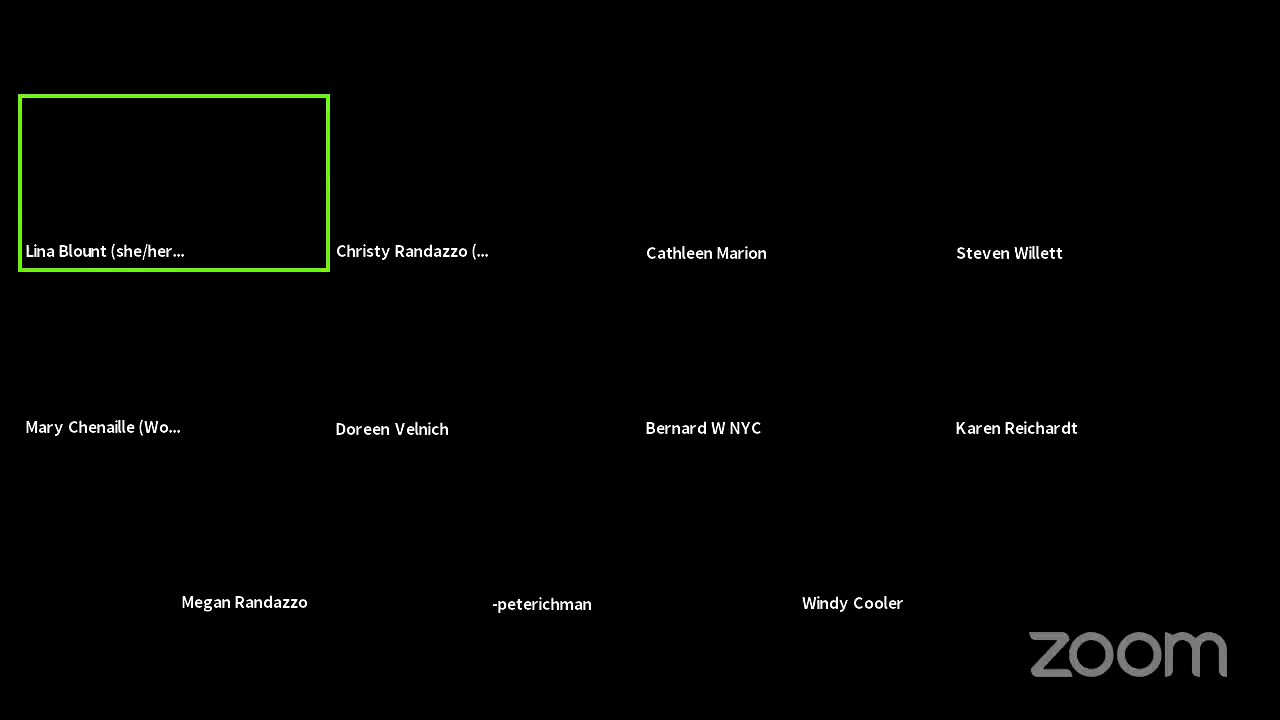 Lina Blount (she/her...
Christy Randazzo (...
Cathleen Marion
Steven Willett
Mary Chenaille (Wo...
Doreen Velnich
Bernard W NYC
Karen Reichardt
Megan Randazzo
-peterichman
Windy Cooler
zoom